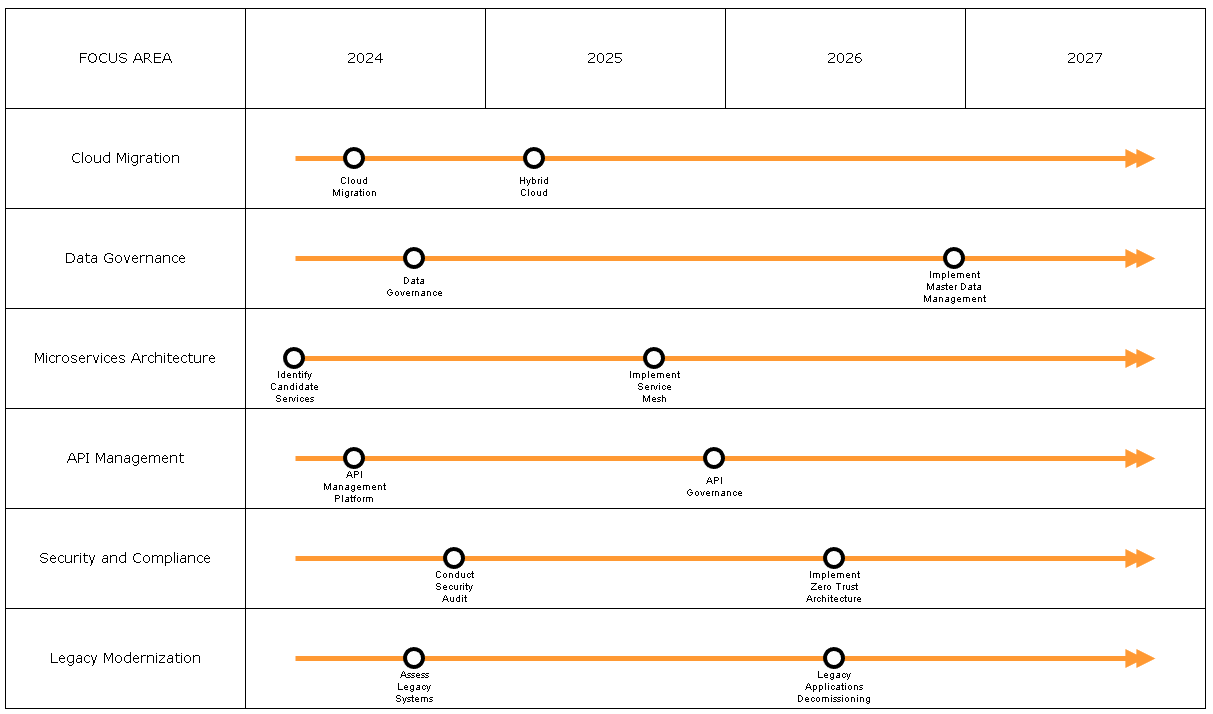 FOCUS AREA
2024
2025
2026
2027
Cloud Migration
Cloud
Migration
Hybrid
Cloud
Data Governance
Data
Governance
Implement
Master Data
Management
Microservices Architecture
Identify
Candidate
Services
Implement
Service
Mesh
API Management
API
Management
Platform
API
Governance
Security and Compliance
Conduct
Security
Audit
Implement
Zero Trust
Architecture
Legacy Modernization
Assess
Legacy
Systems
Legacy
Applications
Decomissioning